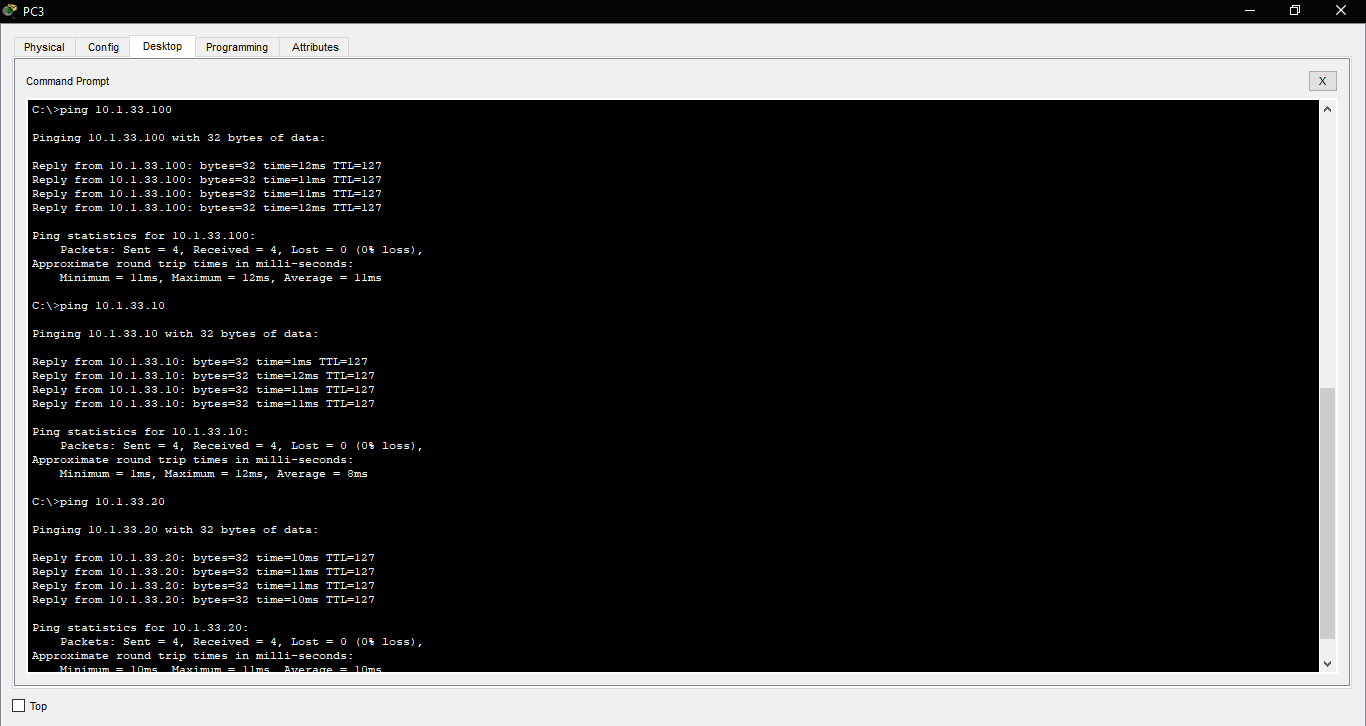 PC3
Physical Config Desktop Programming Attributes
Command Prompt
X
C:\>ping 10.1.33.100
Pinging 10.1.33.100 with 32 bytes of data:
Reply from 10.1.33.100: bytes=32 time=12ms TTL=127
Reply from 10.1.33.100: bytes=32 time=11ms TTL=127
Reply from 10.1.33.100: bytes=32 time=11ms TTL=127
Reply from 10.1.33.100: bytes=32 time=12ms TTL=127
Ping statistics for 10.1.33.100:
Packets: Sent = 4, Received = 4, Lost = 0 (0% loss),
Approximate round trip times in milli-seconds:
Minimum = 11ms, Maximum = 12ms, Average = 11ms
C:\>ping 10.1.33.10
Pinging 10.1.33.10 with 32 bytes of data:
Reply from 10.1.33.10: bytes=32 time=1ms TTL=127
Reply from 10.1.33.10: bytes=32 time=12ms TTL=127
Reply from 10.1.33.10: bytes=32 time=11ms TTL=127
Reply from 10.1.33.10: bytes=32 time=11ms TTL=127
Ping statistics for 10.1.33.10:
Packets: Sent = 4, Received = 4, Lost = 0 (0% loss),
Approximate round trip times in milli-seconds:
Minimum = 1ms, Maximum = 12ms, Average = 8ms
C:\>ping 10.1.33.20
Pinging 10.1.33.20 with 32 bytes of data:
Reply from 10.1.33.20: bytes=32 time=10ms TTL=127
Reply from 10.1.33.20: bytes=32 time=11ms TTL=127
Reply from 10.1.33.20: bytes=32 time=11ms TTL=127
Reply from 10.1.33.20: bytes=32 time=10ms TTL=127
Ping statistics for 10.1.33.20:
Packets: Sent = 4, Received = 4, Lost = 0 (0% loss),
Approximate round trip times in milli-seconds:
Minimum = 10ms, Maximum = 11ms, Average = 10ms
Top